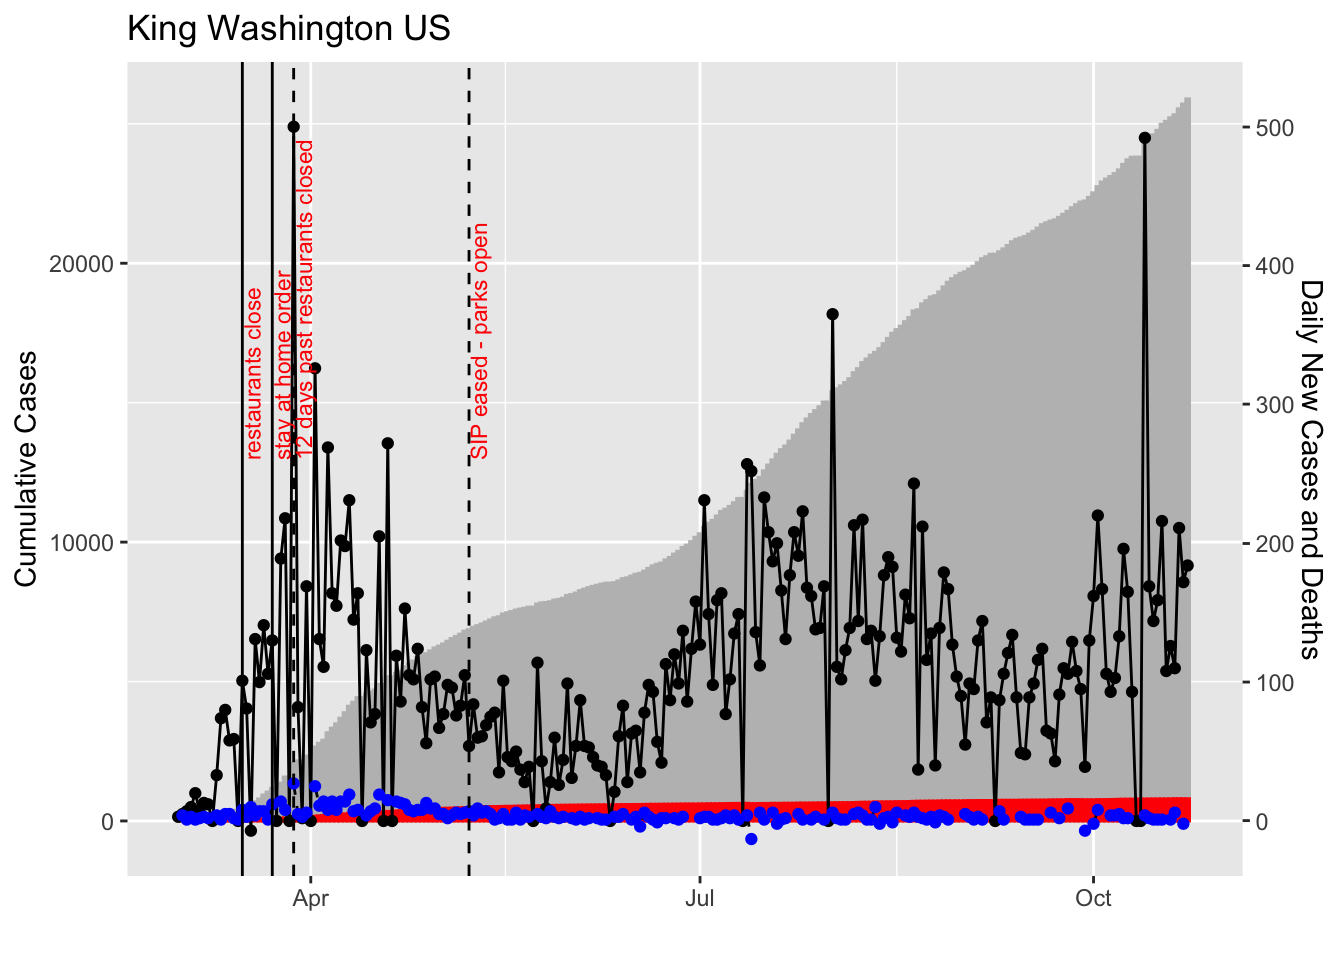 King Washington US
Cumulative Cases
20000
10000
0
restaurants close
stay at home order
12 days past restaurants closed
SIP eased - parks open
500
400
300
200
100
0
Daily New Cases and Deaths
Apr
Jul
Oct